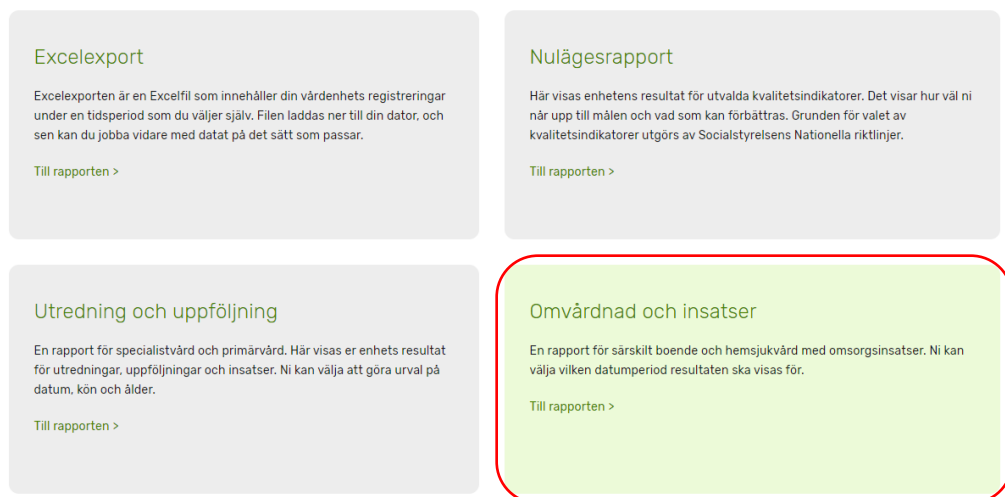 Excelexport
Excelexporten är en Excelfil som innehåller din vårdenhets registreringar
under en tidsperiod som du väljer själv. Filen laddas ner till din dator, och
sen kan du jobba vidare med datat på det sätt som passar.
Till rapporten >
Nulägesrapport
Här visas enhetens resultat för utvalda kvalitetsindikatorer. Det visar hur väl ni
når upp till målen och vad som kan förbättras. Grunden för valet av
kvalitetsindikatorer utgörs av Socialstyrelsens Nationella riktlinjer.
Till rapporten >
Utredning och uppföljning
En rapport för specialistvård och primärvård. Här visas er enhets resultat
för utredningar, uppföljningar och insatser. Ni kan välja att göra urval på
datum, kön och ålder.
Till rapporten >
Omvårdnad och insatser
En rapport för särskilt boende och hemsjukvård med omsorgsinsatser. Ni kan
välja vilken datumperiod resultaten ska visas för.
Till rapporten >